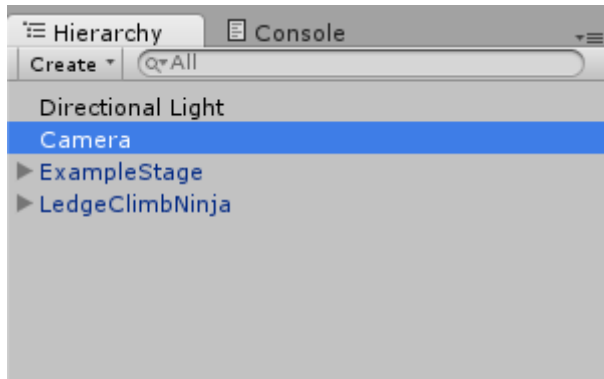 Hierarchy Console
Create All
Directional Light
Camera
ExampleStage
LedgeClimbNinja